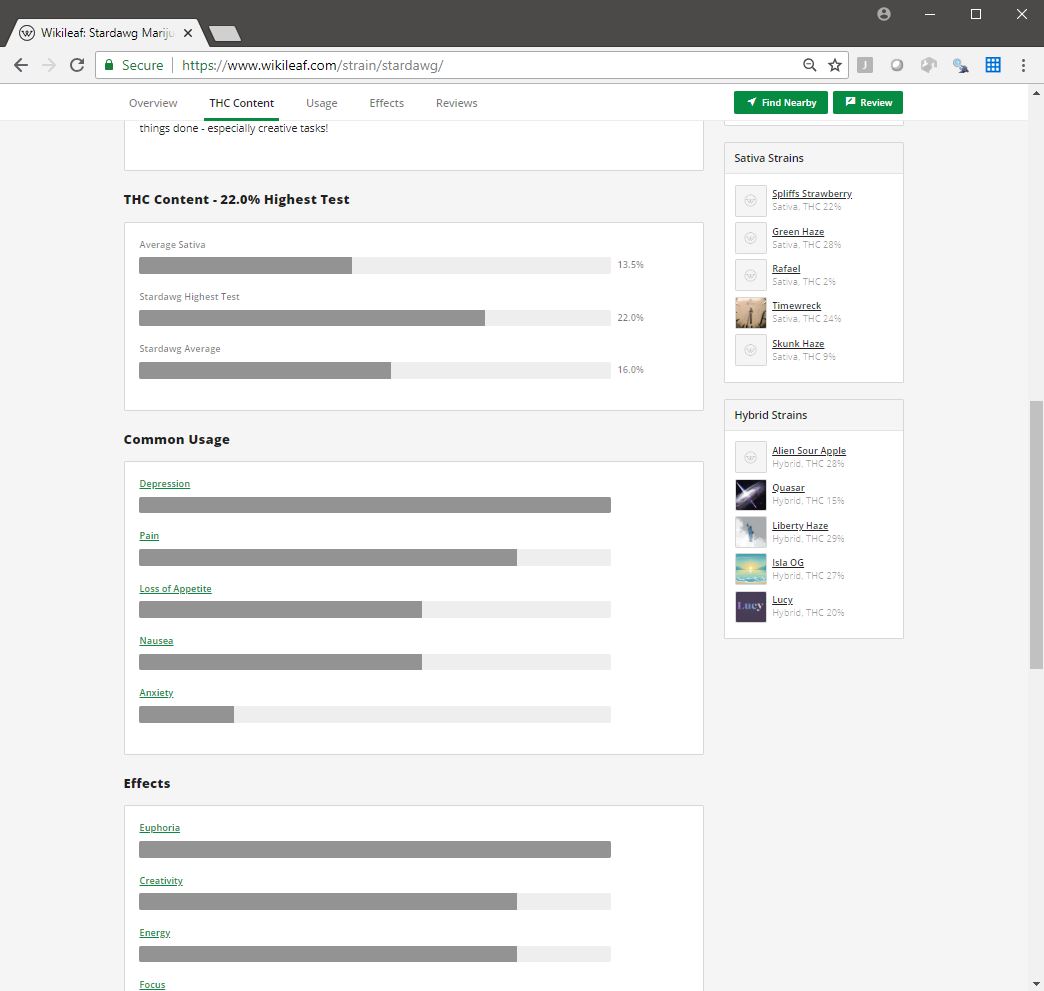 Wikileaf: Stardawg Mariju
Secure
https://www.wikileaf.com/strain/stardawg/
J
Overview
THC Content
Usage
Effects
Reviews
Find Nearby
Review
things done - especially creative tasks!
THC Content - 22.0% Highest Test
Average Sativa
13.5%
Stardawg Highest Test
22.0%
Stardawg Average
16.0%
Common Usage
Depression
Pain
Loss of Appetite
Nausea
Anxiety
Effects
Euphoria
Creativity
Energy
Focus
Sativa Strains
Spliffs Strawberry
Sativa, THC 22%
Green Haze
Sativa, THC 28%
Rafael
Sativa, THC 2%
Timewreck
Sativa, THC 24%
Skunk Haze
Sativa, THC 9%
Hybrid Strains
Alien Sour Apple
Hybrid, THC 28%
Quasar
Hybrid, THC 15%
Liberty Haze
Hybrid, THC 29%
Isla OG
Hybrid, THC 27%
Lucy
Lucy
Hybrid, THC 20%